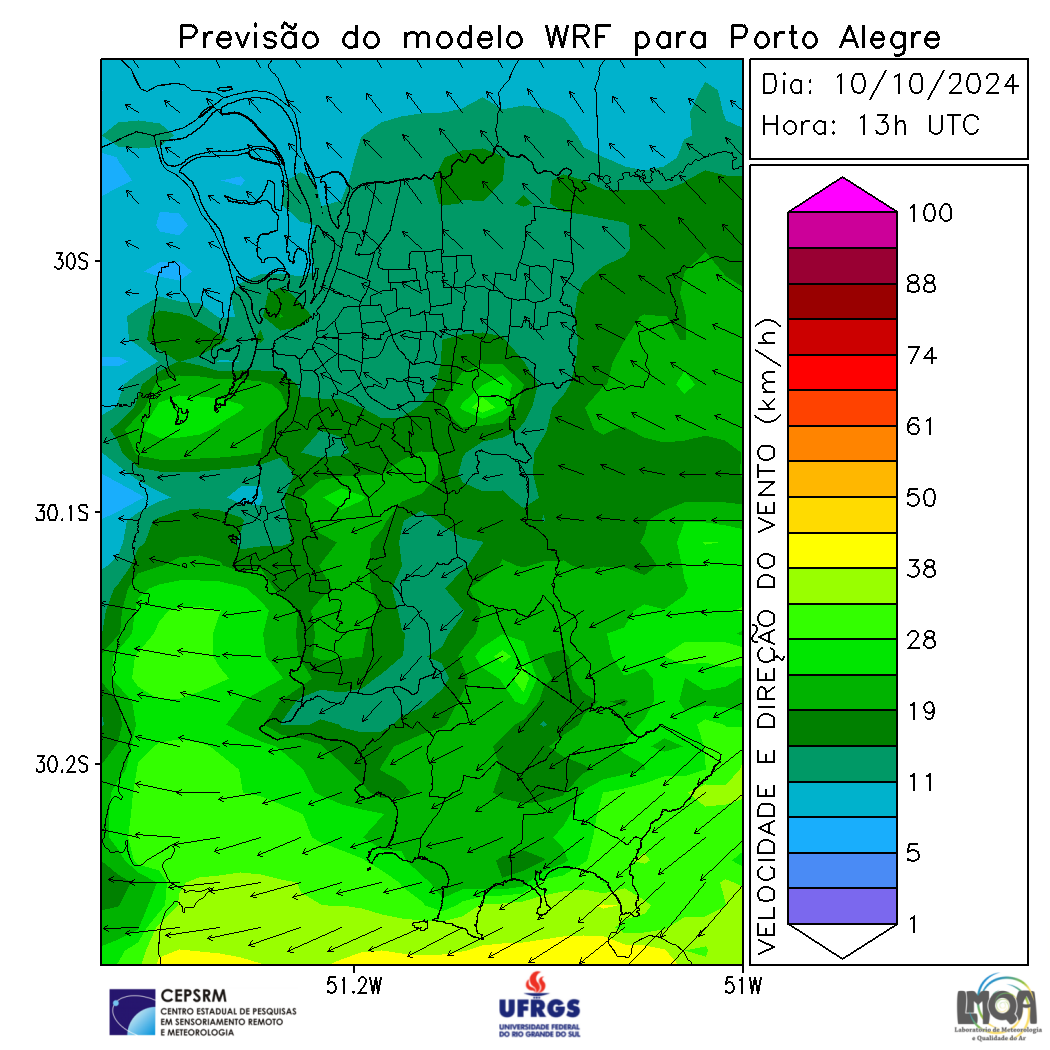 Previsão do modelo WRF para Porto Alegre
Dia: 10/10/2024
Hora: 13h UTC
30S
30.1S
30.2S
51.2W
51W
VELOCIDADE E DIREÇÃO DO VENTO (km/h)
100
88
74
61
50
38
28
19
11
5
1
CEPSRM
CENTRO ESTADUAL DE PESQUISAS
EM SENSORIAMENTO REMOTO
E METEOROLOGIA
UFRGS
UNIVERSIDADE FEDERAL
DO RIO GRANDE DO SUL
LMQA
Laboratório de Meteorologia
e Qualidade do Ar